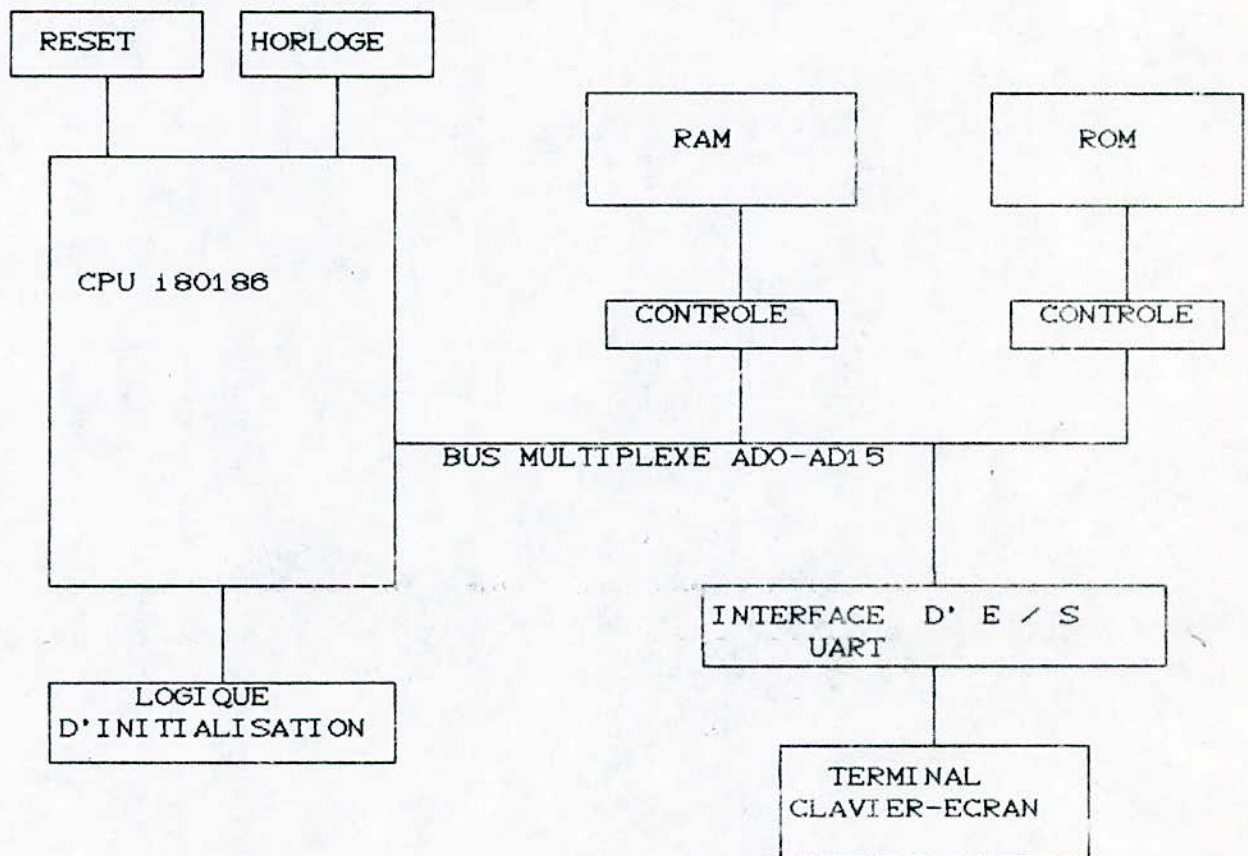 RESET
HORLOGE
RAM
ROM
CPU i80186
CONTROLE
CONTROLE
BUS MULTIPLEXE AD0-AD15
INTERFACE D' E / S
UART
LOGIQUE
D'INITIALISATION
TERMINAL
CLAVIER-ECRAN